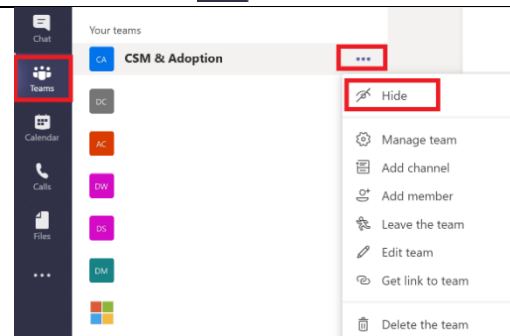 Chat
Your teams
CA CSM & Adoption ...
Teams
Hide
DC
Calendar
Manage team
AC
Add channel
Calls
DW
Add member
Leave the team
Files
DS
Edit team
...
DM
Get link to team
Delete the team